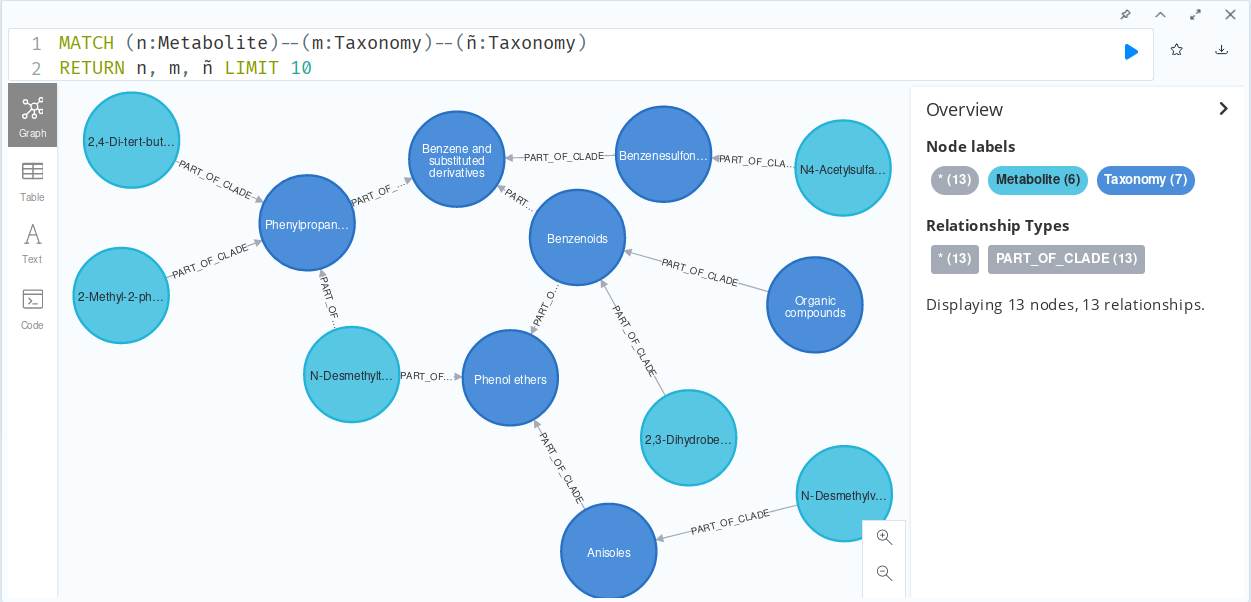 1 MATCH (n:Metabolite)--(m:Taxonomy)--(ñ:Taxonomy)
2 RETURN n, m, ñ LIMIT 10
Graph
Table
Text
Code
2,4-Di-tert-but...
PART_OF_CLADE
Phenylpropan...
PART_OF_...
Benzene and
substituted
derivatives
PART_OF_CLADE
Benzenesulfon...
PART_OF_CLA...
N4-Acetylsulfa...
2-Methyl-2-ph...
PART_OF_CLADE
PART_OF_...
N-Desmethylt...
PART_OF...
Phenol ethers
PART_...
Benzenoids
PART_O...
PART_OF_CLADE
Organic
compounds
PART_OF_CLADE
2,3-Dihydrobe...
PART_OF_CLADE
Anisoles
PART_OF_CLADE
N-Desmethylv...
Overview
Node labels
* (13) Metabolite (6) Taxonomy (7)
Relationship Types
* (13) PART_OF_CLADE (13)
Displaying 13 nodes, 13 relationships.